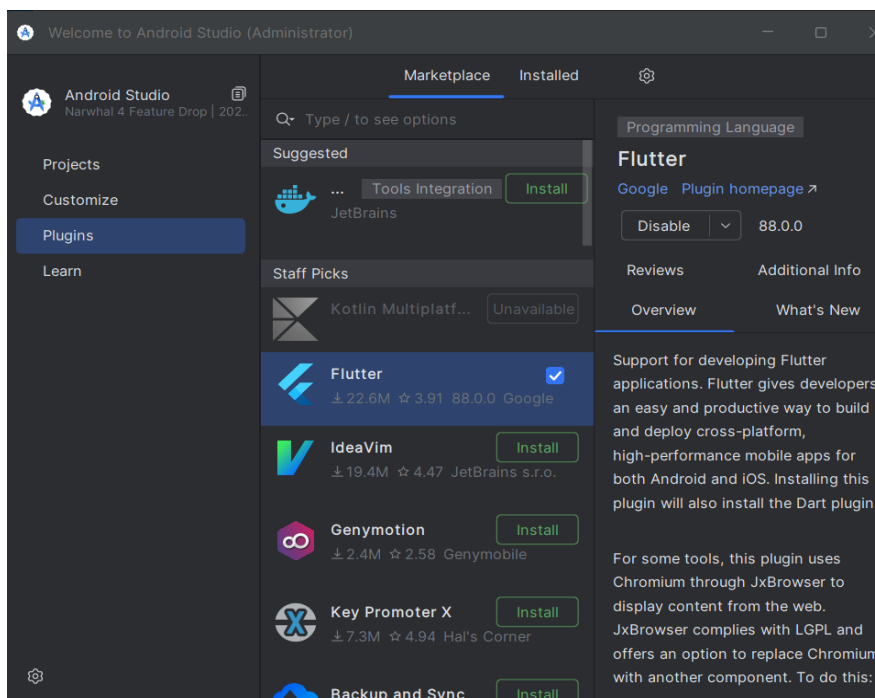 Welcome to Android Studio (Administrator)
Android Studio
Narwhal 4 Feature Drop | 202..
Projects
Customize
Plugins
Learn
Marketplace
Installed
Type / to see options
Suggested
... Tools Integration Install
JetBrains
Staff Picks
Kotlin Multiplatf... Unavailable
Flutter
22.6M 3.91 88.0.0 Google
IdeaVim Install
19.4M 4.47 JetBrains s.r.o.
Genymotion Install
2.4M 2.58 Genymobile
Key Promoter X Install
7.3M 4.94 Hal's Corner
Backup and Sync Install
Programming Language
Flutter
Google Plugin homepage ↗
Disable 88.0.0
Reviews Additional Info
Overview What's New
Support for developing Flutter
applications. Flutter gives developers
an easy and productive way to build
and deploy cross-platform,
high-performance mobile apps for
both Android and iOS. Installing this
plugin will also install the Dart plugin
For some tools, this plugin uses
Chromium through JxBrowser to
display content from the web.
JxBrowser complies with LGPL and
offers an option to replace Chromium
with another component. To do this: